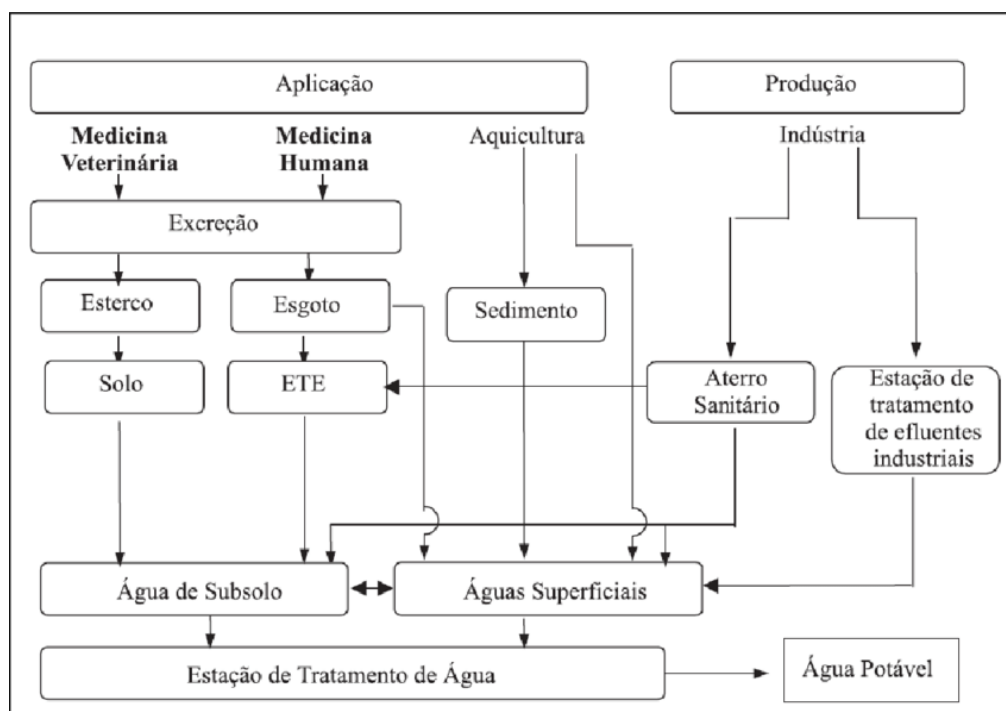 Aplicação
Produção
Medicina
Veterinária
Medicina
Humana
Aquicultura
Indústria
Excreção
Esterco
Esgoto
Sedimento
Solo
ETE
Aterro
Sanitário
Estação de
tratamento
de efluentes
industriais
Água de Subsolo
Águas Superficiais
Estação de Tratamento de Água
Água Potável